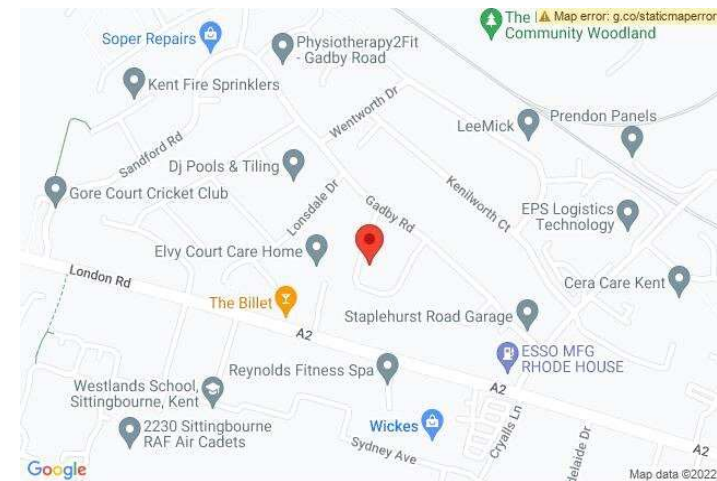 The
Map error: g.co/staticmaperror
Community Woodland
Soper Repairs
Physiotherapy2Fit
- Gadby Road
Kent Fire Sprinklers
Wentworth Dr
LeeMick
Prendon Panels
Sandford Rd
Dj Pools & Tiling
Kenilworth Ct
Gore Court Cricket Club
Lonsdale Dr
Gadby Rd
EPS Logistics
Technology
Elvy Court Care Home
London Rd
Cera Care Kent
The Billet
Staplehurst Road Garage
A2
ESSO MFG
RHODE HOUSE
Reynolds Fitness Spa
A2
Westlands School,
Sittingbourne, Kent
Wickes
Cryalls Ln
2230 Sittingbourne
RAF Air Cadets
Sydney Ave
delaide Dr
A2
Google
Map data ©2022